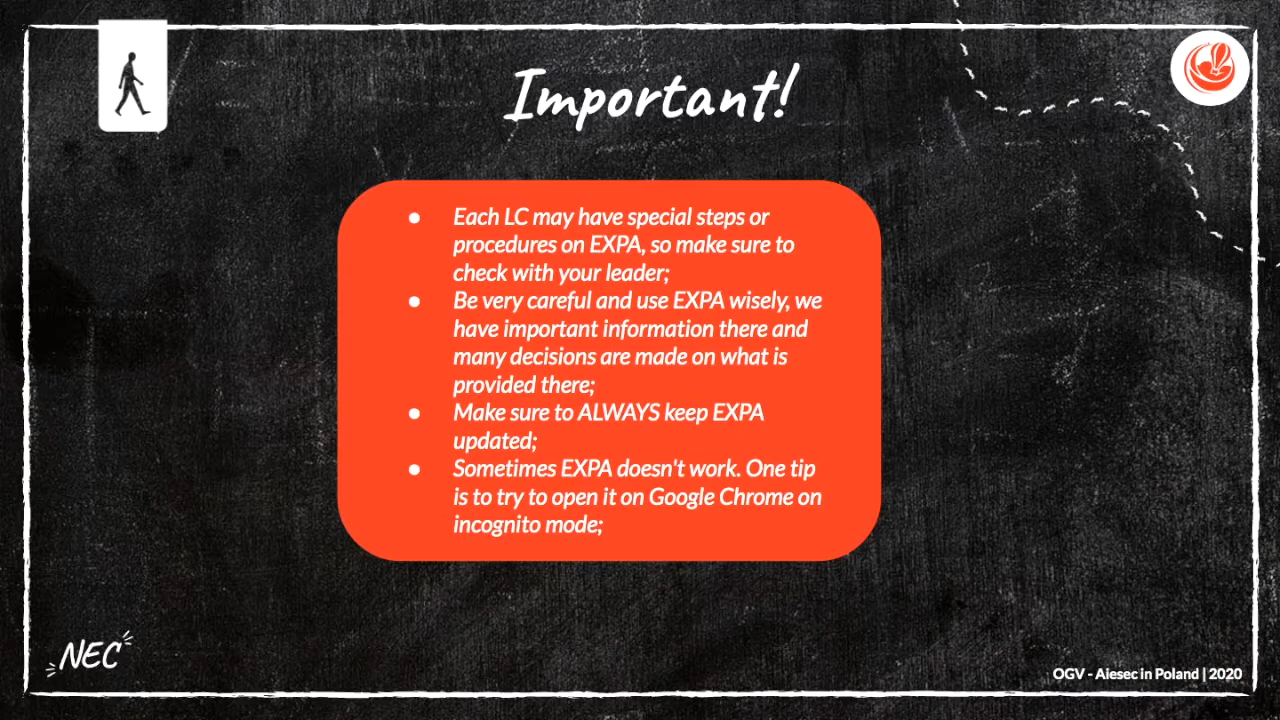 Important!
● Each LC may have special steps or
procedures on EXPA, so make sure to
check with your leader;
● Be very careful and use EXPA wisely, we
have important information there and
many decisions are made on what is
provided there;
● Make sure to ALWAYS keep EXPA
updated;
● Sometimes EXPA doesn't work. One tip
is to try to open it on Google Chrome on
incognito mode;
NEC
OGV - Aiesec in Poland | 2020